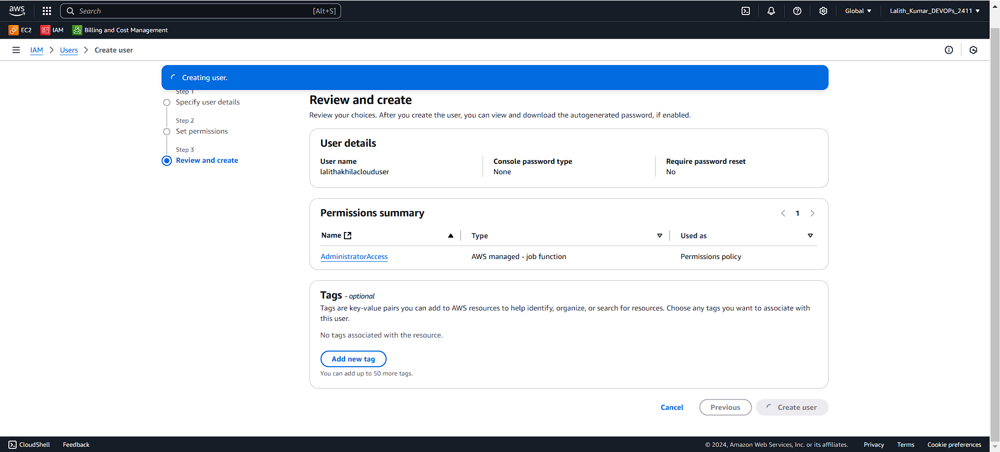 aws
Search [Alt+S]
Global
Lalith_Kumar_DEVOPs_2411
EC2
IAM
Billing and Cost Management
IAM
Users
Create user
Creating user.
Step 1
Specify user details
Step 2
Set permissions
Step 3
Review and create
Review and create
Review your choices. After you create the user, you can view and download the autogenerated password, if enabled.
User details
User name
lalithakhilaclouduser
Console password type
None
Require password reset
No
Permissions summary
1
Name
Type
Used as
AdministratorAccess
AWS managed - job function
Permissions policy
Tags - optional
Tags are key-value pairs you can add to AWS resources to help identify, organize, or search for resources. Choose any tags you want to associate with
this user.
No tags associated with the resource.
Add new tag
You can add up to 50 more tags.
Cancel
Previous
Create user
CloudShell
Feedback
© 2024, Amazon Web Services, Inc. or its affiliates.
Privacy
Terms
Cookie preferences